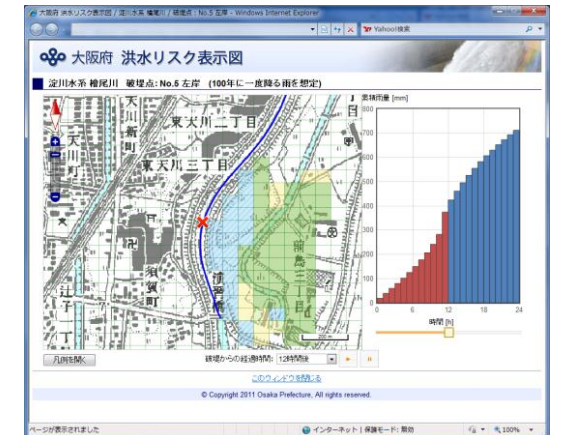 大阪府 洪水リスク表示図 / 淀川水系 檜尾川 / 破堤点:No.5 左岸 - Windows Internet Explorer
Yahoo!検索
大阪府 洪水リスク表示図
淀川水系 檜尾川 破堤点:No.5 左岸 (100年に一度降る雨を想定)
累積雨量 [mm]
800
700
600
500
400
300
200
100
0
0 6 12 18 24
時間 [h]
天川新町
東天川二丁目
東天川三丁目
須賀町
辻子
前島三丁目
凡例を開く
破堤からの経過時間: 12時間後
このウィンドウを閉じる
© Copyright 2011 Osaka Prefecture. All rights reserved.
ページが表示されました
インターネット | 保護モード: 無効
100%